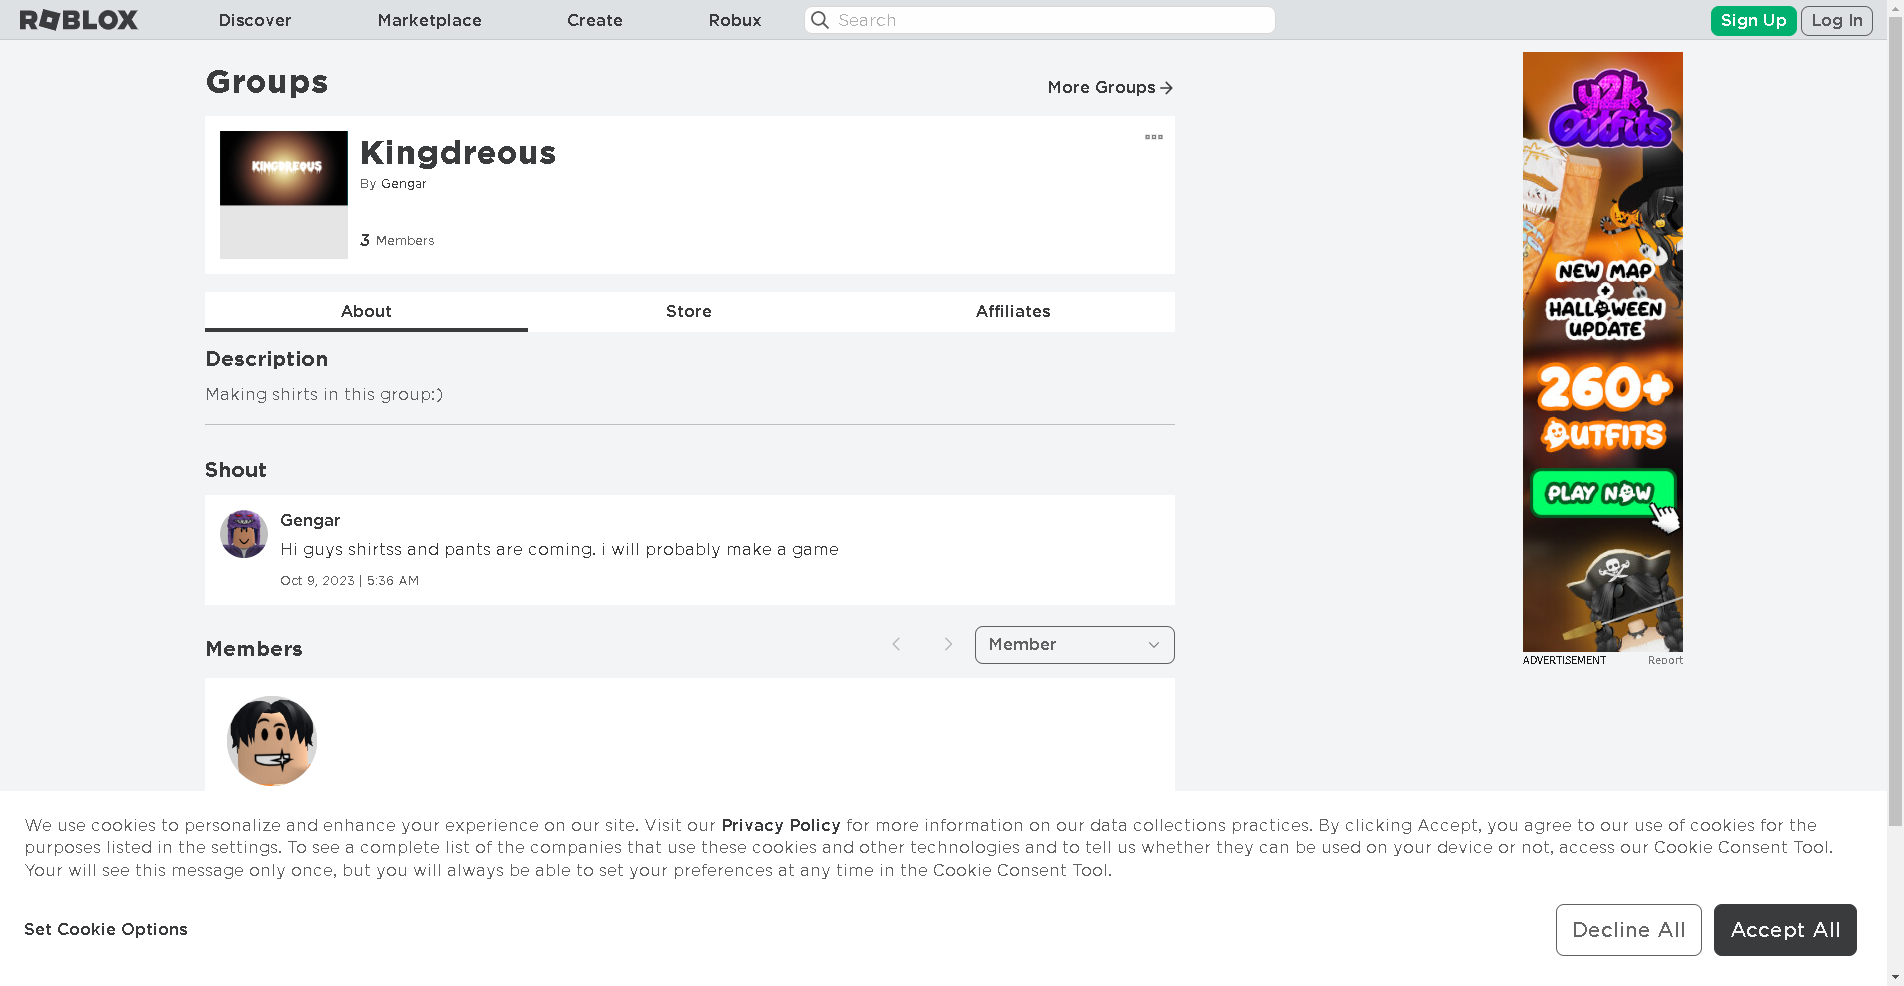 ROBLOX
Discover
Marketplace
Create
Robux
Search
Sign Up
Log In
Groups
More Groups
KINGDREOUS
Kingdreous
By Gengar
3 Members
About
Store
Affiliates
Description
Making shirts in this group:)
Shout
Gengar
Hi guys shirtss and pants are coming. i will probably make a game
Oct 9, 2023 | 5:36 AM
Members
Member
y2k
Outfits
NEW MAP
+
HALLOWEEN
UPDATE
260+
OUTFITS
PLAY NOW
ADVERTISEMENT
Report
We use cookies to personalize and enhance your experience on our site. Visit our Privacy Policy for more information on our data collections practices. By clicking Accept, you agree to our use of cookies for the
purposes listed in the settings. To see a complete list of the companies that use these cookies and other technologies and to tell us whether they can be used on your device or not, access our Cookie Consent Tool.
Your will see this message only once, but you will always be able to set your preferences at any time in the Cookie Consent Tool.
Set Cookie Options
Decline All
Accept All